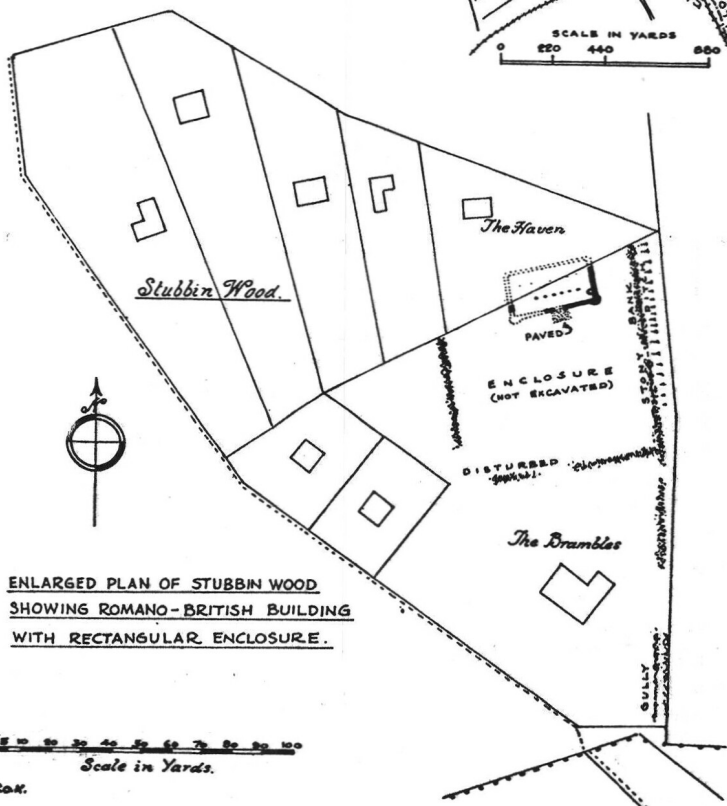 SCALE IN YARDS
0 220 440 880
The Haven
Stubbin Wood.
PAVED
STONY BANK
ENCLOSURE
(NOT EXCAVATED)
N
DISTURBED
The Brambles
ENLARGED PLAN OF STUBBIN WOOD
SHOWING ROMANO-BRITISH BUILDING
WITH RECTANGULAR ENCLOSURE.
GULLY
10 20 30 40 50 60 70 80 90 100
Scale in Yards.